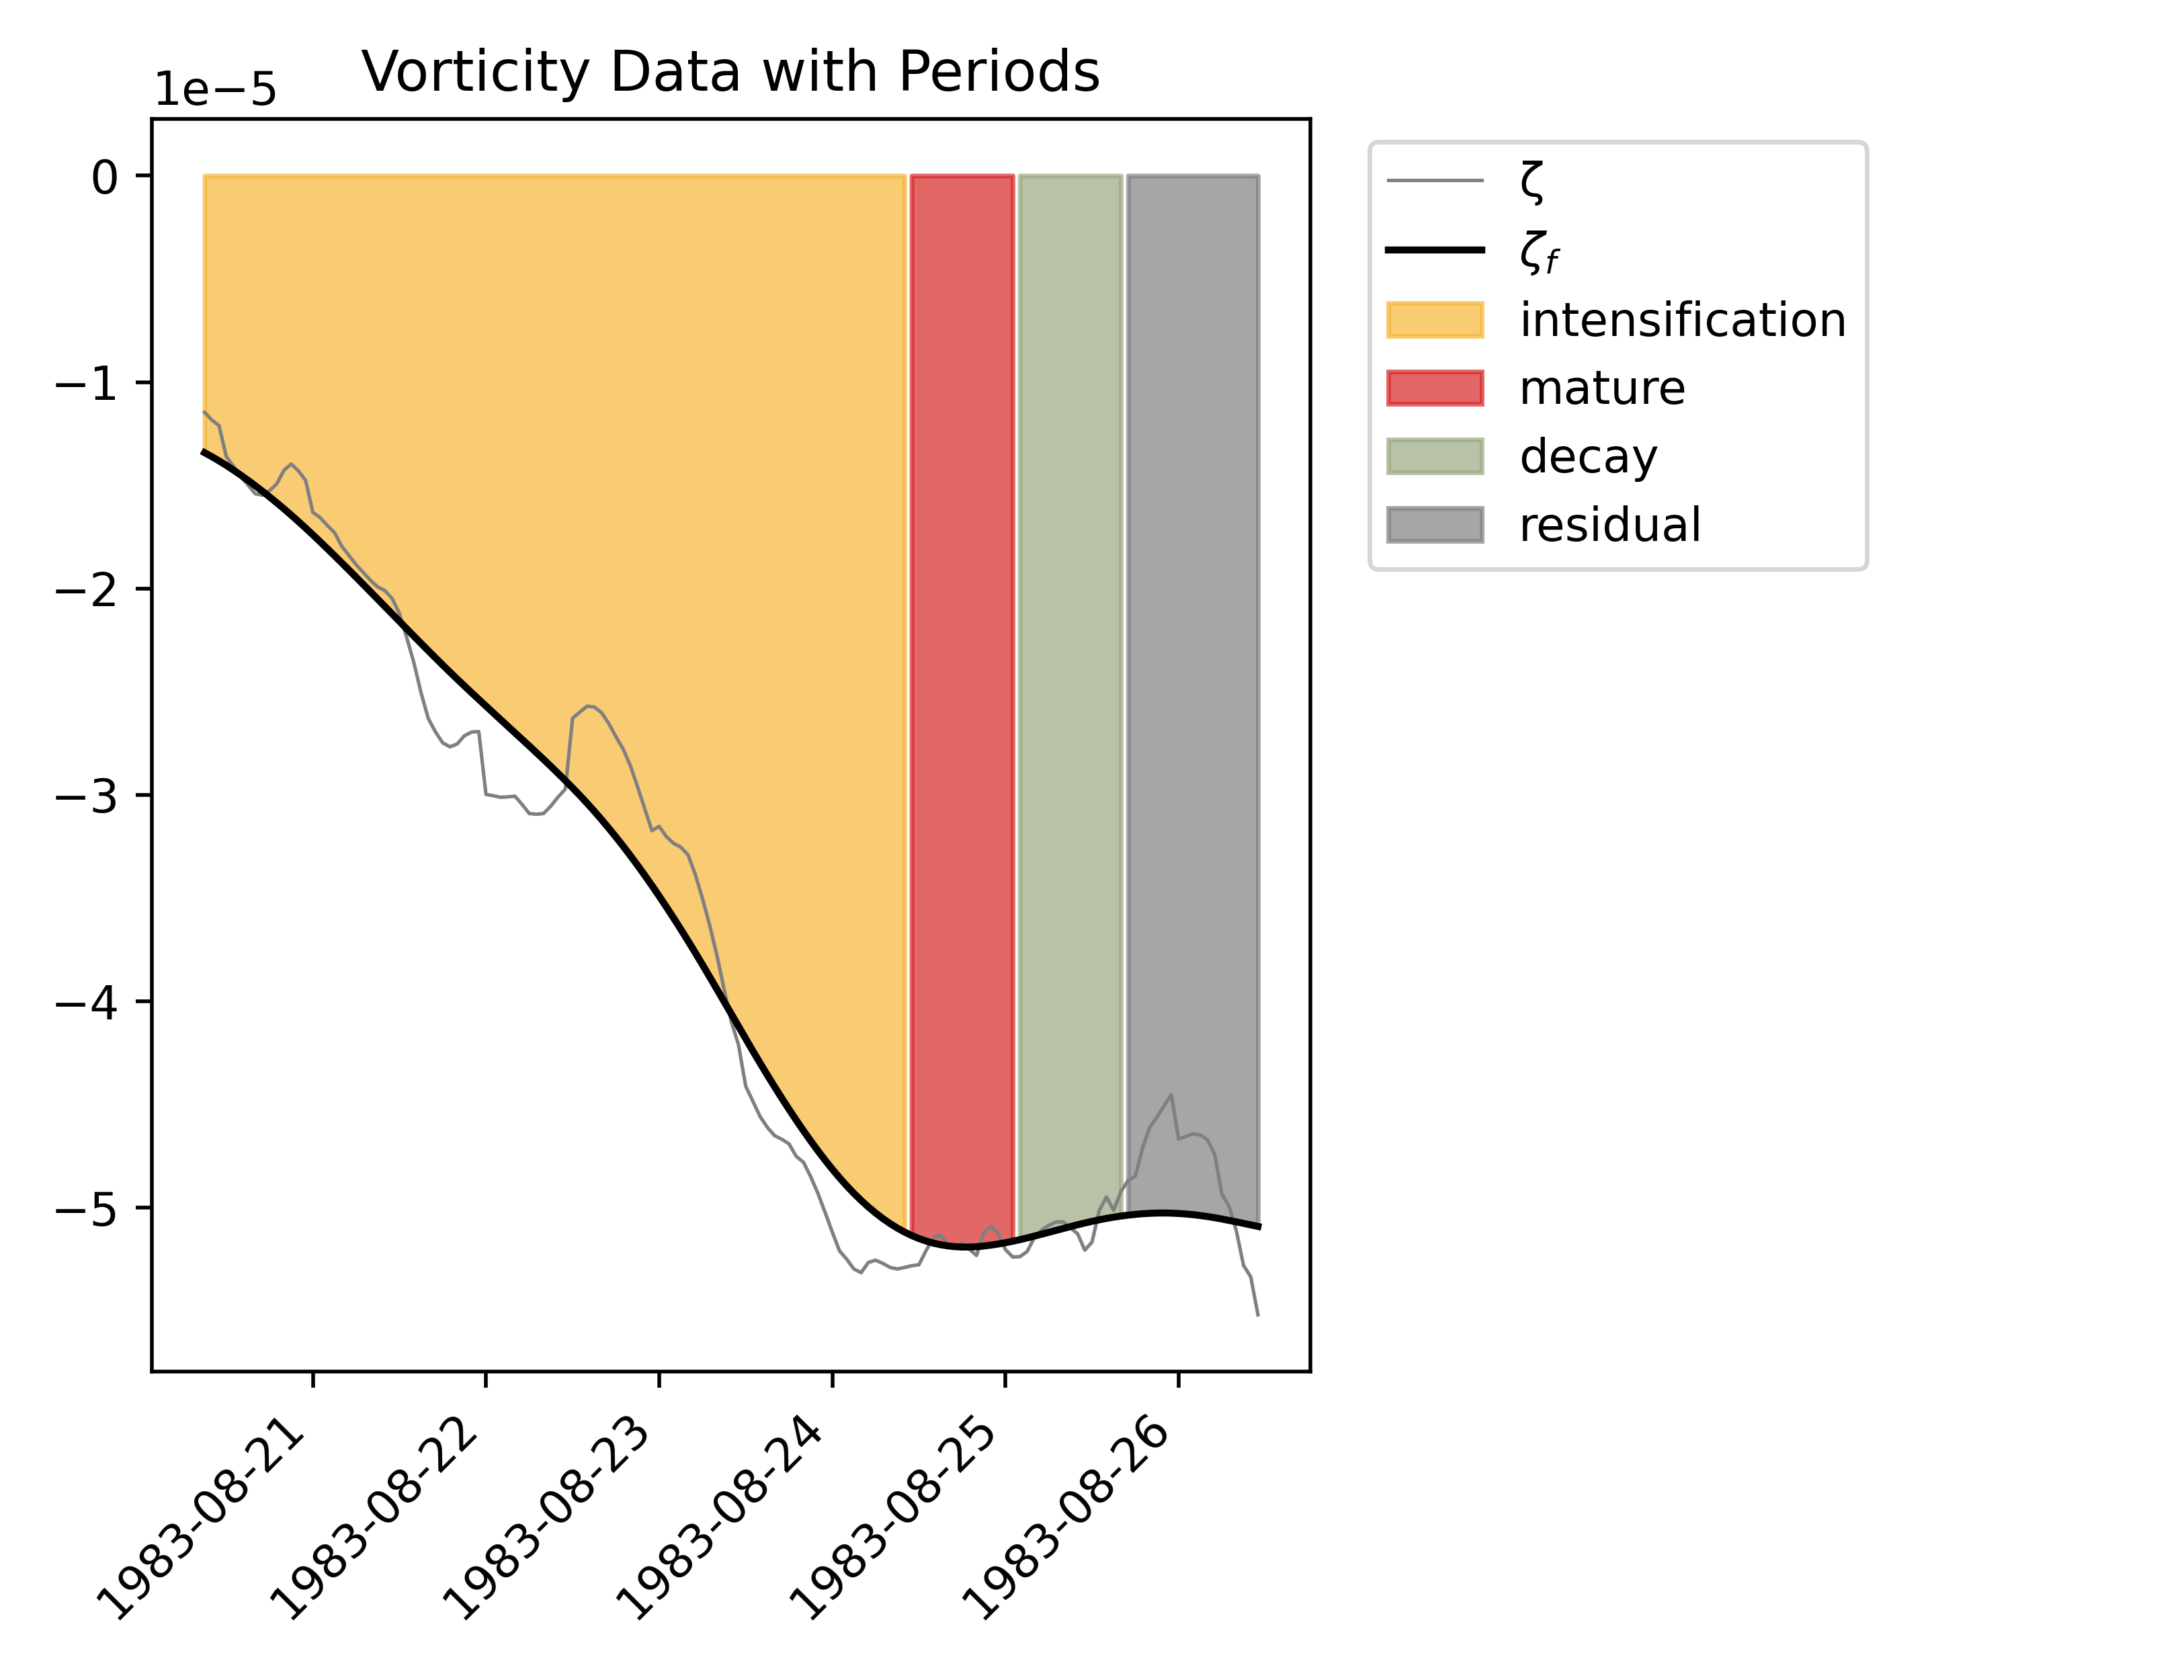 Vorticity Data with Periods
1e−5
0
−1
−2
−3
−4
−5
1983-08-21
1983-08-22
1983-08-23
1983-08-24
1983-08-25
1983-08-26
ζ
ζf
intensification
mature
decay
residual